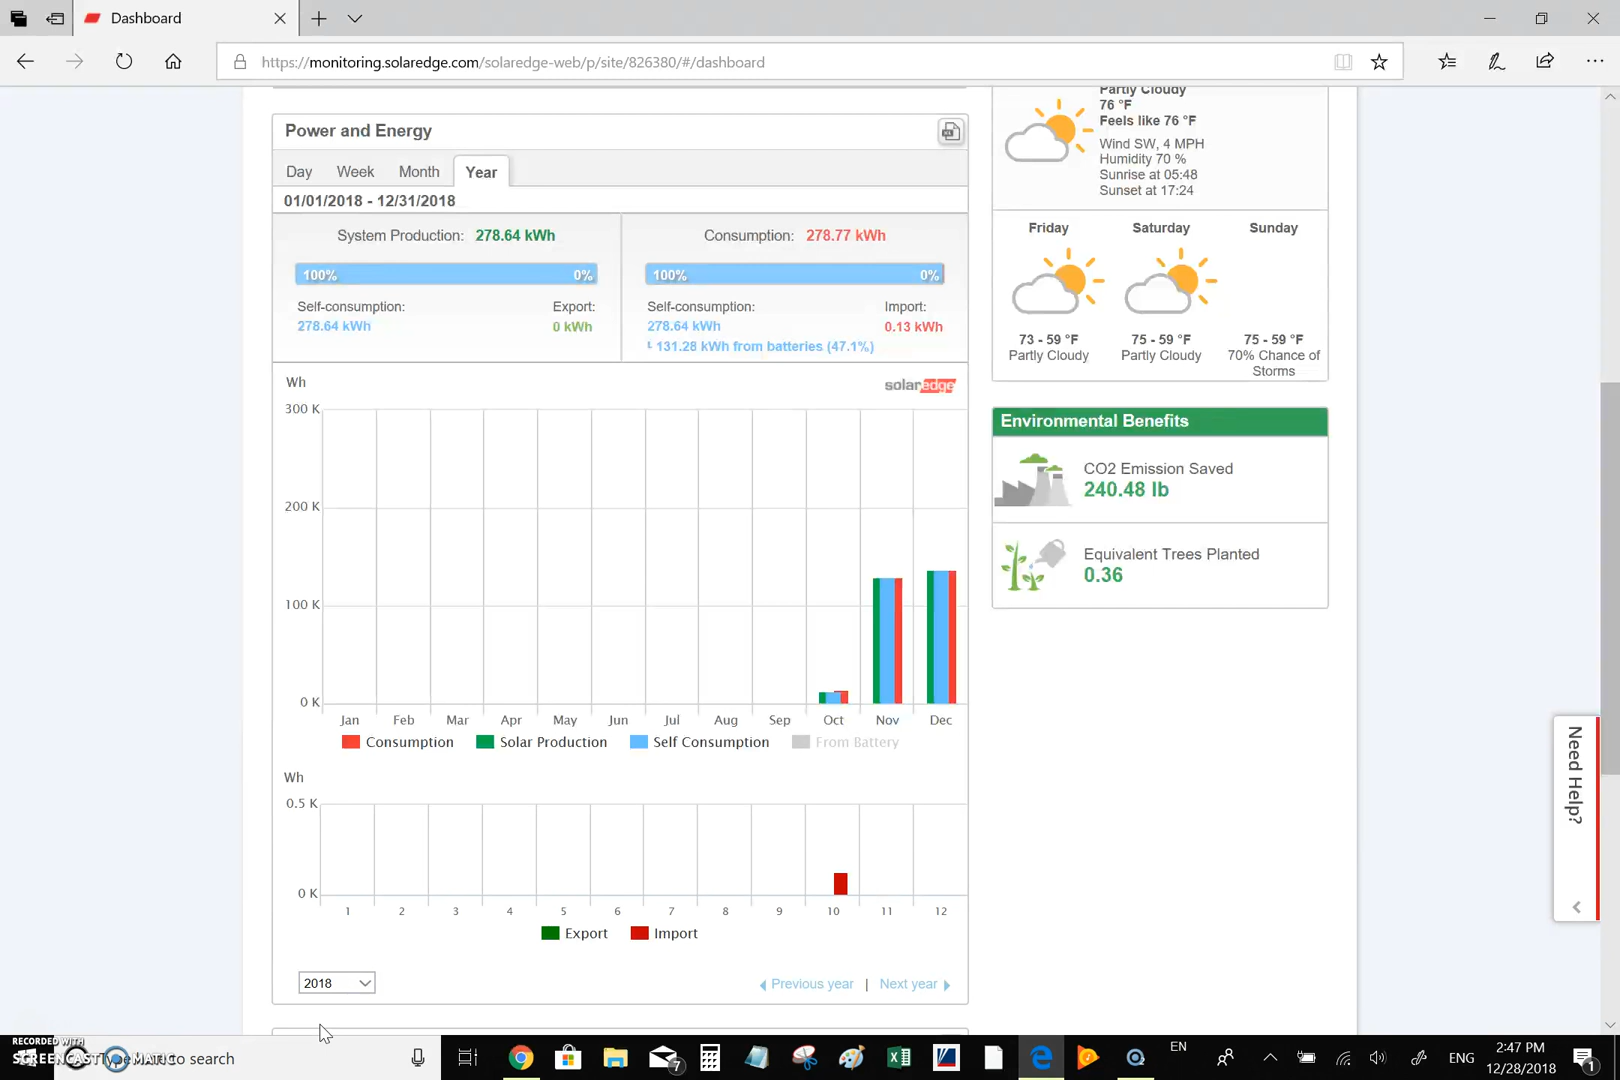 Dashboard
https://monitoring.solaredge.com/solaredge-web/p/site/826380/#/dashboard
Partly Cloudy
76 °F
Feels like 76 °F
Wind SW, 4 MPH
Humidity 70 %
Sunrise at 05:48
Sunset at 17:24
Power and Energy
Day Week Month Year
01/01/2018 - 12/31/2018
System Production: 278.64 kWh
100% 0%
Self-consumption: Export:
278.64 kWh 0 kWh
Consumption: 278.77 kWh
100% 0%
Self-consumption: Import:
278.64 kWh 0.13 kWh
131.28 kWh from batteries (47.1%)
Friday Saturday Sunday
73 - 59 °F 75 - 59 °F 75 - 59 °F
Partly Cloudy Partly Cloudy 70% Chance of
Storms
Wh
solaredge
300 K
200 K
100 K
0 K
Jan Feb Mar Apr May Jun Jul Aug Sep Oct Nov Dec
Consumption Solar Production Self Consumption From Battery
Environmental Benefits
CO2 Emission Saved
240.48 lb
Equivalent Trees Planted
0.36
Wh
0.5 K
0 K
1 2 3 4 5 6 7 8 9 10 11 12
Export Import
2018
Previous year | Next year
Need Help?
RECORDED WITH
SCREENCAST MATIC
Type to search
7
EN
ENG
2:47 PM
12/28/2018
1